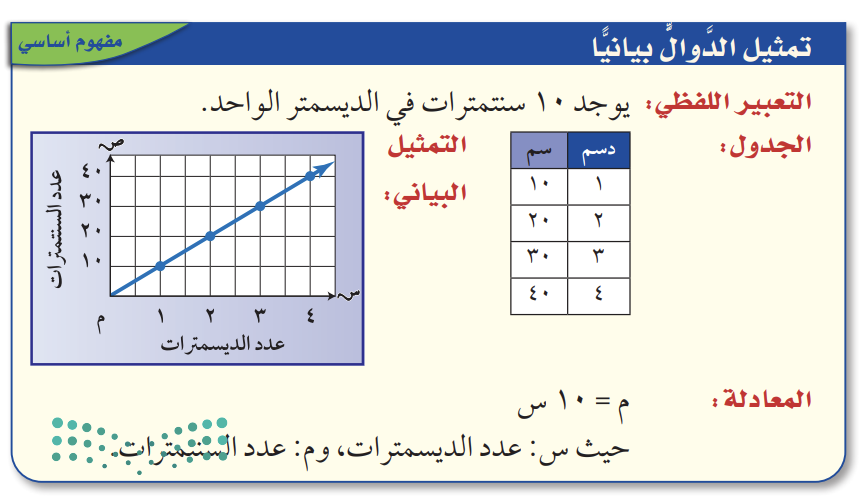 تمثيل الدَّوالِّ بيانيًّا
مفهوم أساسي
التعبير اللفظي: يوجد ١٠ سنتمترات في الديسمتر الواحد.
الجدول:
دسم سم
١ ١٠
٢ ٢٠
٣ ٣٠
٤ ٤٠
التمثيل
البياني:
ص
٤٠
٣٠
٢٠
١٠
عدد السنتمترات
س
م ١ ٢ ٣ ٤
عدد الديسمترات
المعادلة: م = ١٠ س
حيث س: عدد الديسمترات، وم: عدد السنتمترات.